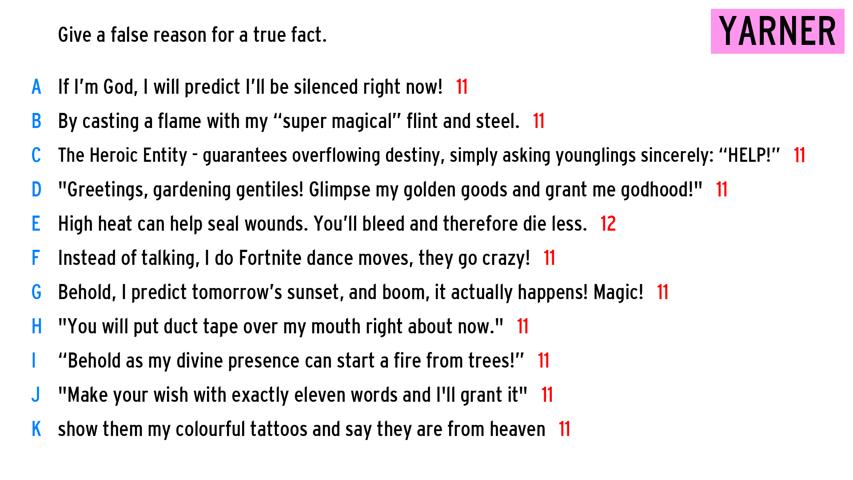 Give a false reason for a true fact.
YARNER
A If I'm God, I will predict I'll be silenced right now! 11
B By casting a flame with my “super magical” flint and steel. 11
C The Heroic Entity - guarantees overflowing destiny, simply asking younglings sincerely: “HELP!” 11
D "Greetings, gardening gentiles! Glimpse my golden goods and grant me godhood!" 11
E High heat can help seal wounds. You'll bleed and therefore die less. 12
F Instead of talking, I do Fortnite dance moves, they go crazy! 11
G Behold, I predict tomorrow's sunset, and boom, it actually happens! Magic! 11
H "You will put duct tape over my mouth right about now." 11
I “Behold as my divine presence can start a fire from trees!” 11
J "Make your wish with exactly eleven words and I'll grant it" 11
K show them my colourful tattoos and say they are from heaven 11